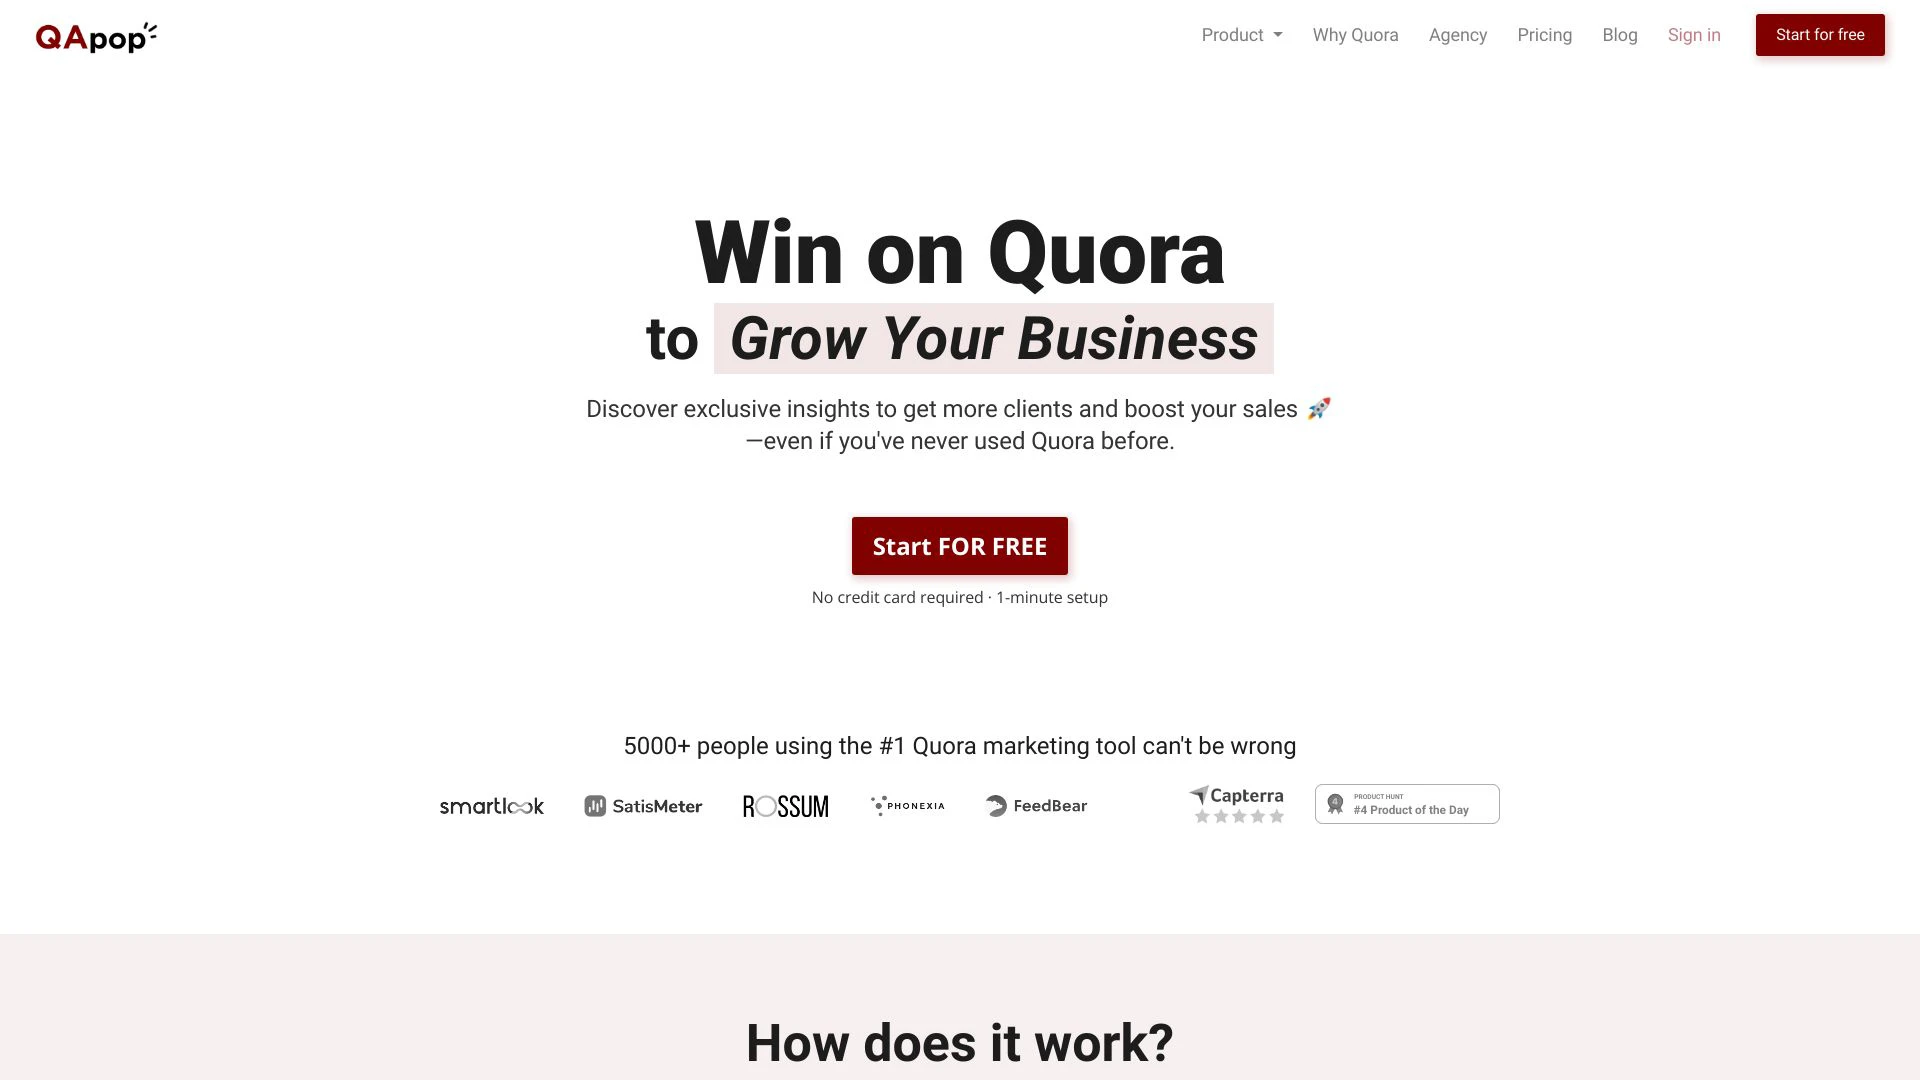 QApop
Product
Why Quora
Agency
Pricing
Blog
Sign in
Start for free
Win on Quora
to Grow Your Business
Discover exclusive insights to get more clients and boost your sales 🚀
—even if you've never used Quora before.
Start FOR FREE
No credit card required · 1-minute setup
5000+ people using the #1 Quora marketing tool can't be wrong
smartlook
SatisMeter
ROSSUM
PHONEXIA
FeedBear
Capterra
4
PRODUCT HUNT
#4 Product of the Day
How does it work?